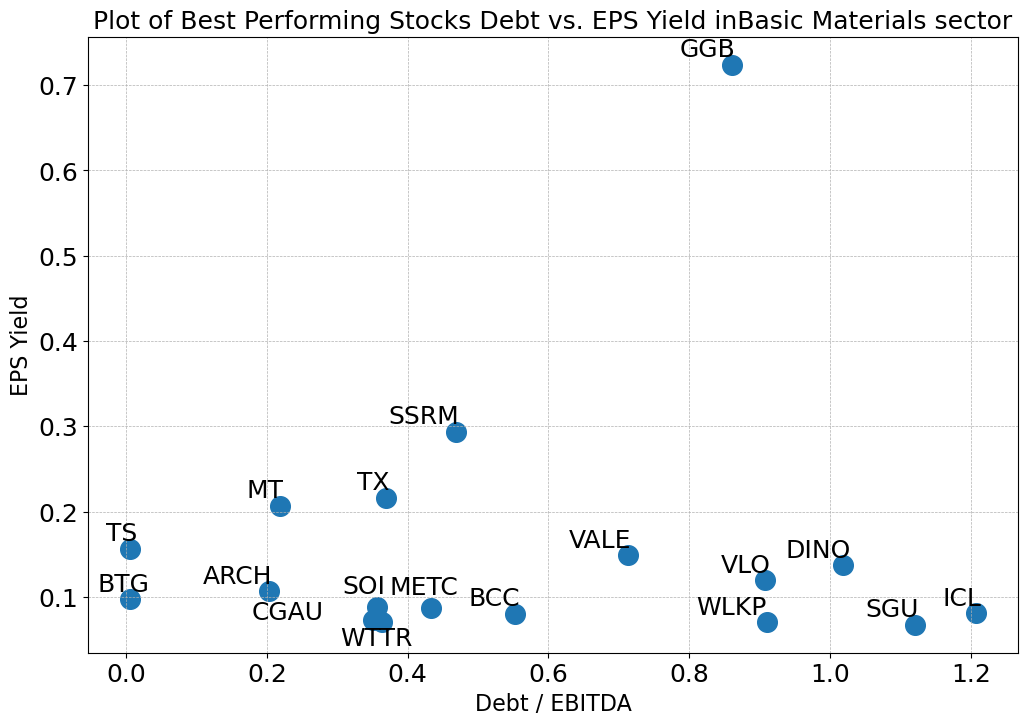 Plot of Best Performing Stocks Debt vs. EPS Yield inBasic Materials sector
EPS Yield
0.7
0.6
0.5
0.4
0.3
0.2
0.1
GGB
SSRM
TX
MT
TS
VALE
DINO
VLO
BTG
ARCH
SOI
METC
BCC
ICL
WLKP
SGU
CGAU
WTTR
0.0 0.2 0.4 0.6 0.8 1.0 1.2
Debt / EBITDA